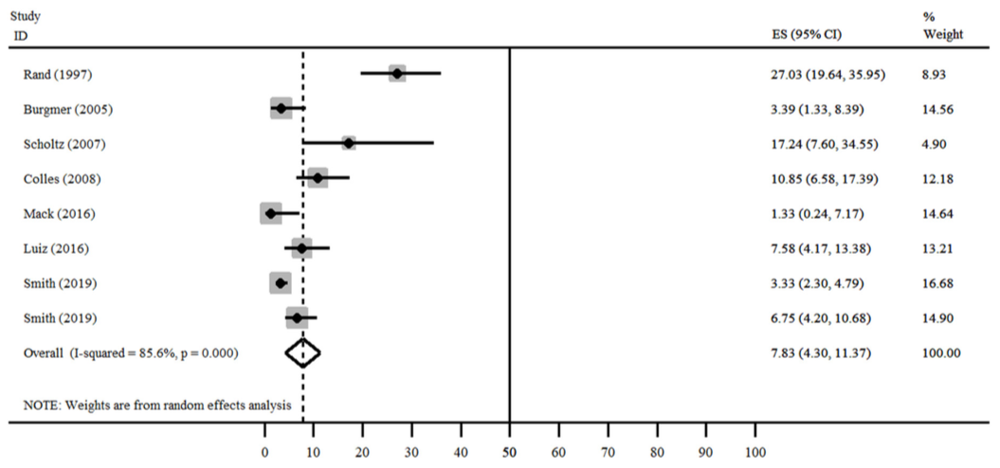 Study %
ID ES (95% CI) Weight
Rand (1997) 27.03 (19.64, 35.95) 8.93
Burgmer (2005) 3.39 (1.33, 8.39) 14.56
Scholtz (2007) 17.24 (7.60, 34.55) 4.90
Colles (2008) 10.85 (6.58, 17.39) 12.18
Mack (2016) 1.33 (0.24, 7.17) 14.64
Luiz (2016) 7.58 (4.17, 13.38) 13.21
Smith (2019) 3.33 (2.30, 4.79) 16.68
Smith (2019) 6.75 (4.20, 10.68) 14.90
Overall (I-squared = 85.6%, p = 0.000) 7.83 (4.30, 11.37) 100.00
NOTE: Weights are from random effects analysis
0 10 20 30 40 50 60 70 80 90 100